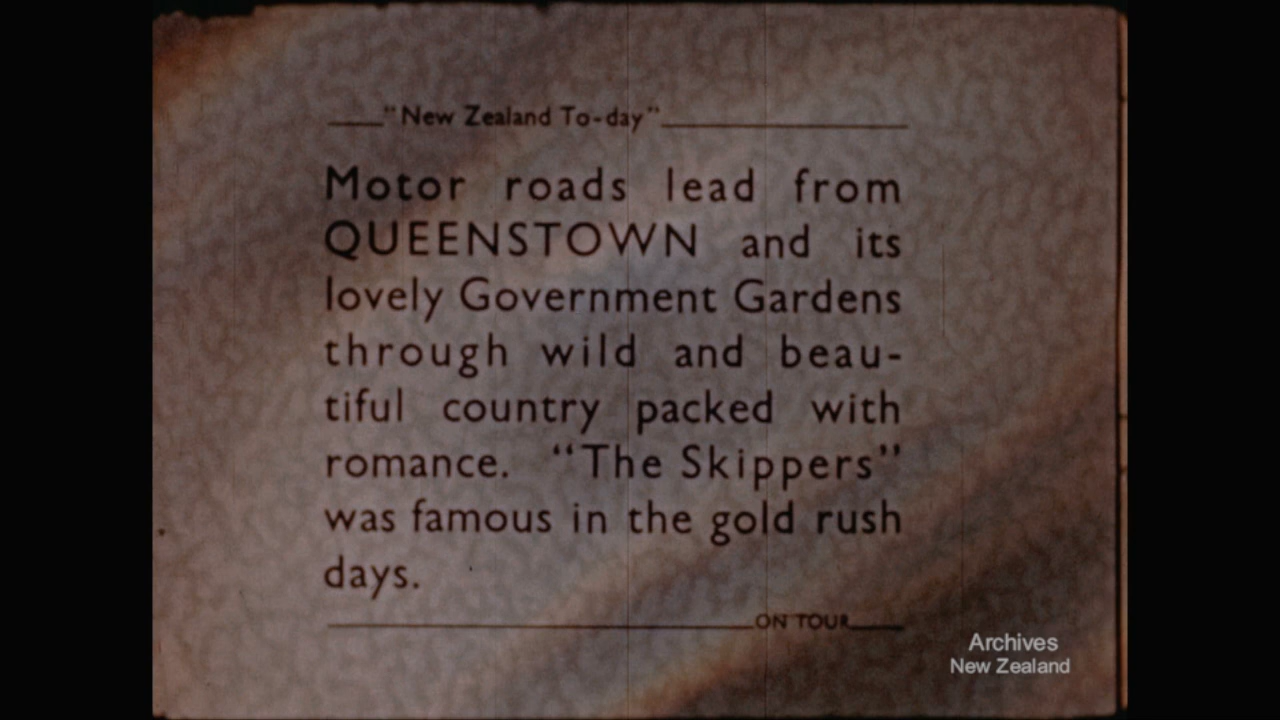 "New Zealand To-day"
Motor roads lead from
QUEENSTOWN and its
lovely Government Gardens
through wild and beau-
tiful country packed with
romance. "The Skippers"
was famous in the gold rush
days.
ON TOUR
Archives
New Zealand